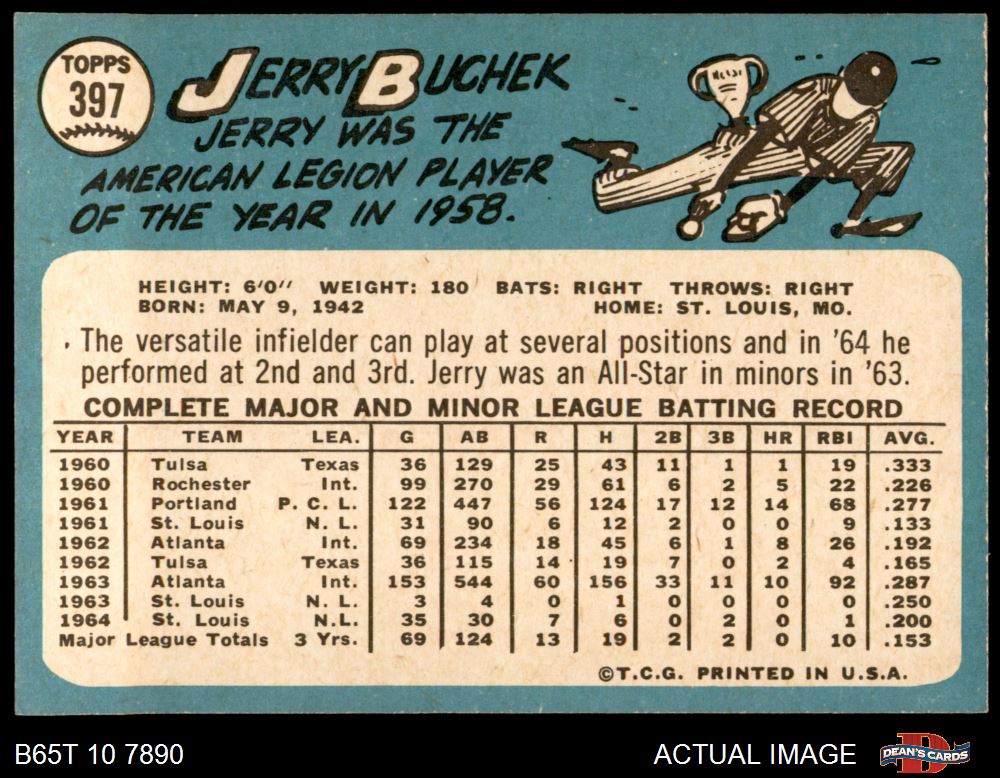 TOPPS
397
JERRY BUCHEK
JERRY WAS THE
AMERICAN LEGION PLAYER
OF THE YEAR IN 1958.
HEIGHT: 6'0" WEIGHT: 180 BATS: RIGHT THROWS: RIGHT
BORN: MAY 9, 1942 HOME: ST. LOUIS, MO.
The versatile infielder can play at several positions and in '64 he
performed at 2nd and 3rd. Jerry was an All-Star in minors in '63.
COMPLETE MAJOR AND MINOR LEAGUE BATTING RECORD
YEAR TEAM LEA. G AB R H 2B 3B HR RBI AVG.
1960 Tulsa Texas 36 129 25 43 11 1 1 19 .333
1960 Rochester Int. 99 270 29 61 6 2 5 22 .226
1961 Portland P. C. L. 122 447 56 124 17 12 14 68 .277
1961 St. Louis N. L. 31 90 6 12 2 0 0 9 .133
1962 Atlanta Int. 69 234 18 45 6 1 8 26 .192
1962 Tulsa Texas 36 115 14 19 7 0 2 4 .165
1963 Atlanta Int. 153 544 60 156 33 11 10 92 .287
1963 St. Louis N. L. 3 4 0 1 0 0 0 0 .250
1964 St. Louis N.L. 35 30 7 6 0 2 0 1 .200
Major League Totals 3 Yrs. 69 124 13 19 2 2 0 10 .153
©T.C.G. PRINTED IN U.S.A.
B65T 10 7890 ACTUAL IMAGE DEAN'S CARDS